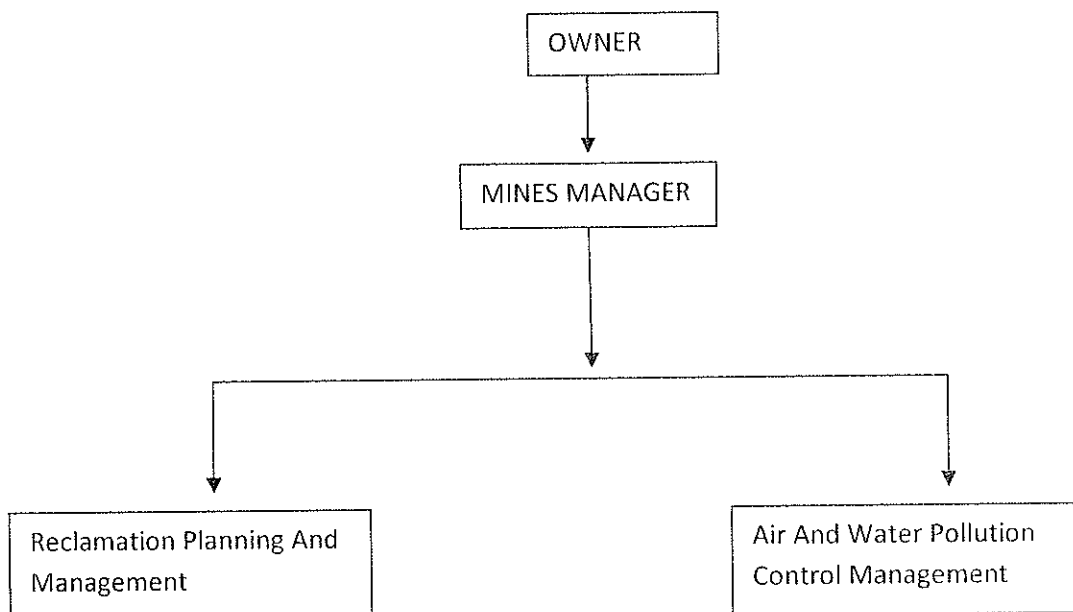 OWNER
MINES MANAGER
Reclamation Planning And
Management
Air And Water Pollution
Control Management